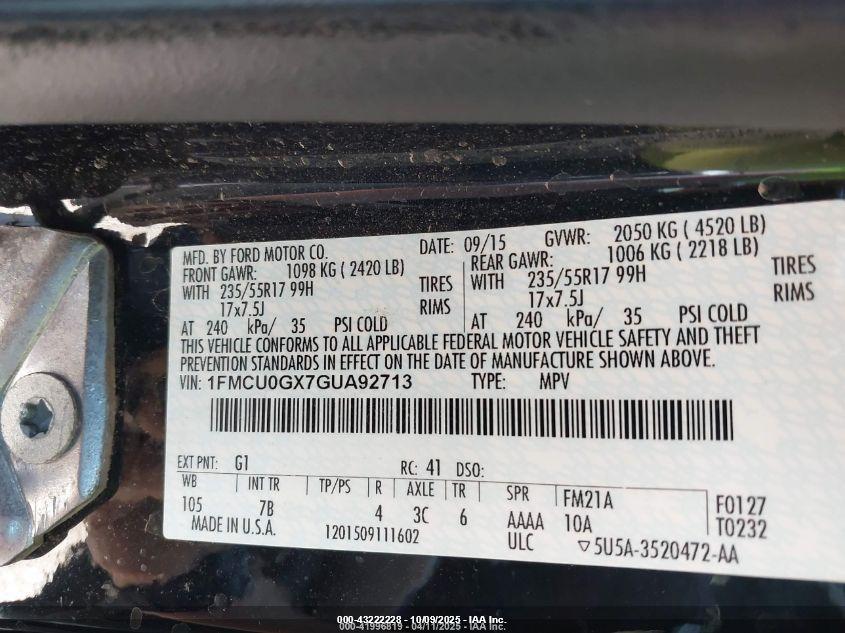 MFD. BY FORD MOTOR CO. DATE: 09/15 GVWR: 2050 KG ( 4520 LB)
FRONT GAWR: 1098 KG ( 2420 LB) REAR GAWR: 1006 KG ( 2218 LB)
WITH 235/55R17 99H TIRES WITH 235/55R17 99H TIRES
17x7.5J RIMS 17x7.5J RIMS
AT 240 kPa/ 35 PSI COLD AT 240 kPa/ 35 PSI COLD
THIS VEHICLE CONFORMS TO ALL APPLICABLE FEDERAL MOTOR VEHICLE SAFETY AND THEFT
PREVENTION STANDARDS IN EFFECT ON THE DATE OF MANUFACTURE SHOWN ABOVE.
VIN: 1FMCU0GX7GUA92713 TYPE: MPV
EXT PNT: G1 RC: 41 DSO:
WB INT TR TP/PS R AXLE TR SPR FM21A F0127
105 7B 4 3C 6 AAAA 10A T0232
MADE IN U.S.A. 1201509111602 ULC ▽5U5A-3520472-AA
000-43222228 - 10/09/2025 - IAA Inc.
000-41996819 - 04/11/2025 - IAA Inc.